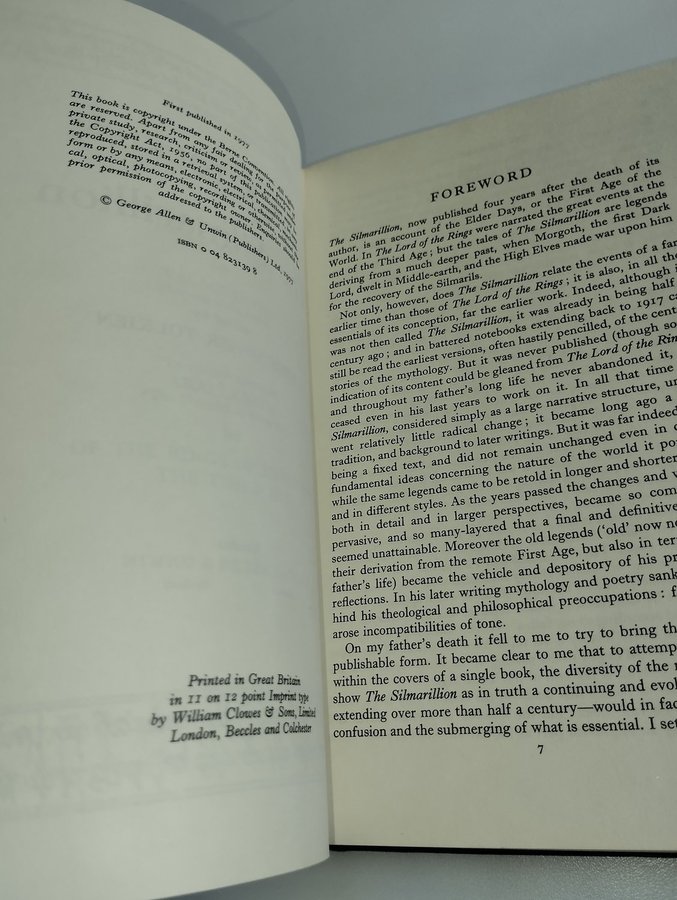 First published in 1977
This book is copyright under the Berne Convention. All rights
are reserved. Apart from any fair dealing for the purpose of
private study, research, criticism or review, as permitted under
the Copyright Act, 1956, no part of this publication may be
reproduced, stored in a retrieval system, or transmitted, in any
form or by any means, electronic, electrical, chemical, mechani-
cal, optical, photocopying, recording or otherwise, without the
prior permission of the copyright owner. Enquiries should be
addressed to the publishers.
© George Allen & Unwin (Publishers) Ltd, 1977
ISBN 0 04 823139 8
Printed in Great Britain
in 11 on 12 point Imprint type
by William Clowes & Sons, Limited
London, Beccles and Colchester
FOREWORD
The Silmarillion, now published four years after the death of its
author, is an account of the Elder Days, or the First Age of the
World. In The Lord of the Rings were narrated the great events at the
end of the Third Age; but the tales of The Silmarillion are legends
deriving from a much deeper past, when Morgoth, the first Dark
Lord, dwelt in Middle-earth, and the High Elves made war upon him
for the recovery of the Silmarils.
Not only, however, does The Silmarillion relate the events of a far
earlier time than those of The Lord of the Rings; it is also, in all the
essentials of its conception, far the earlier work. Indeed, although i
was not then called The Silmarillion, it was already in being half
century ago; and in battered notebooks extending back to 1917 c
still be read the earliest versions, often hastily pencilled, of the cent
stories of the mythology. But it was never published (though so
indication of its content could be gleaned from The Lord of the Rin
and throughout my father's long life he never abandoned it,
ceased even in his last years to work on it. In all that time
Silmarillion, considered simply as a large narrative structure, un
went relatively little radical change; it became long ago a
tradition, and background to later writings. But it was far indeed
being a fixed text, and did not remain unchanged even in c
fundamental ideas concerning the nature of the world it po
while the same legends came to be retold in longer and shorter
and in different styles. As the years passed the changes and v
both in detail and in larger perspectives, became so com
pervasive, and so many-layered that a final and definitive
seemed unattainable. Moreover the old legends ('old' now no
their derivation from the remote First Age, but also in ter
father's life) became the vehicle and depository of his pr
reflections. In his later writing mythology and poetry sank
hind his theological and philosophical preoccupations: f
arose incompatibilities of tone.
On my father's death it fell to me to try to bring th
publishable form. It became clear to me that to attemp
within the covers of a single book, the diversity of the m
show The Silmarillion as in truth a continuing and evol
extending over more than half a century—would in fac
confusion and the submerging of what is essential. I set
7